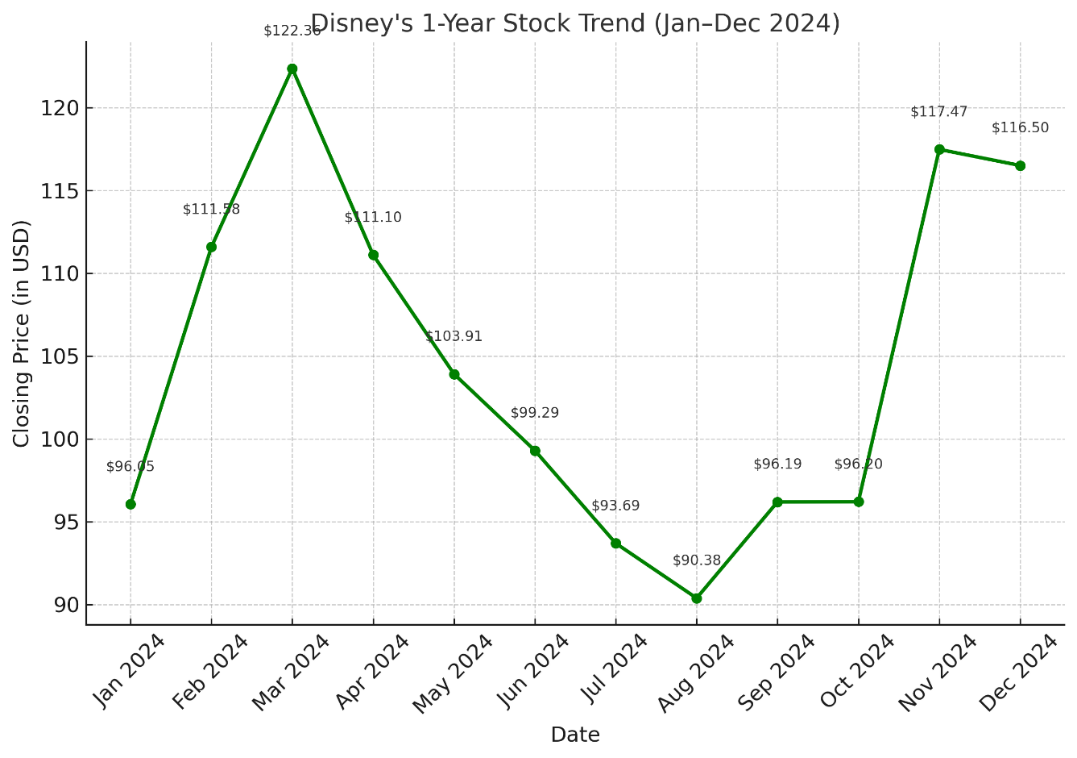 Disney's 1-Year Stock Trend (Jan–Dec 2024)
$122.36
120
$117.47
$116.50
115
$111.58
$111.10
110
105
$103.91
100
$99.29
$96.05
$96.19
$96.20
95
$93.69
$90.38
90
Closing Price (in USD)
Jan 2024
Feb 2024
Mar 2024
Apr 2024
May 2024
Jun 2024
Jul 2024
Aug 2024
Sep 2024
Oct 2024
Nov 2024
Dec 2024
Date